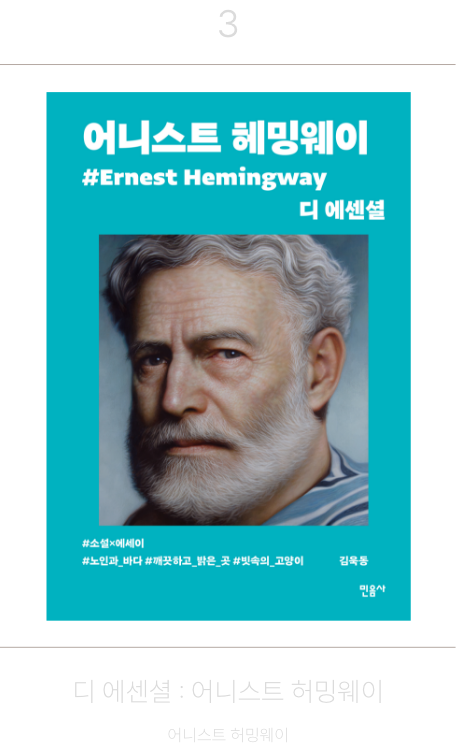 3
어니스트 헤밍웨이
#Ernest Hemingway
디 에센셜
#소설×에세이
#노인과_바다 #깨끗하고_밝은_곳 #빗속의_고양이 김욱동
민음사
디 에센셜 : 어니스트 허밍웨이
어니스트 허밍웨이